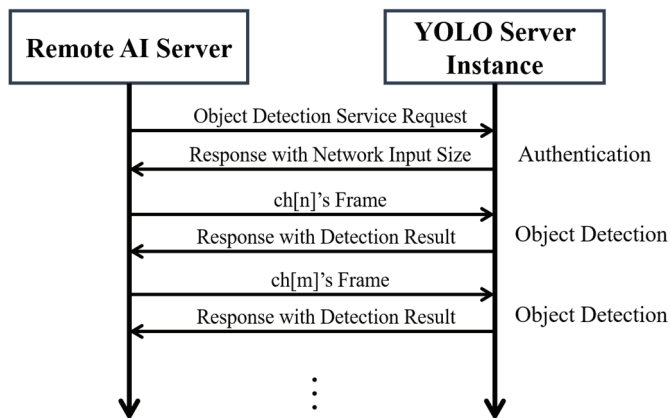 Remote AI Server
YOLO Server
Instance
Object Detection Service Request
Response with Network Input Size
Authentication
ch[n]'s Frame
Response with Detection Result
Object Detection
ch[m]'s Frame
Response with Detection Result
Object Detection
⋮